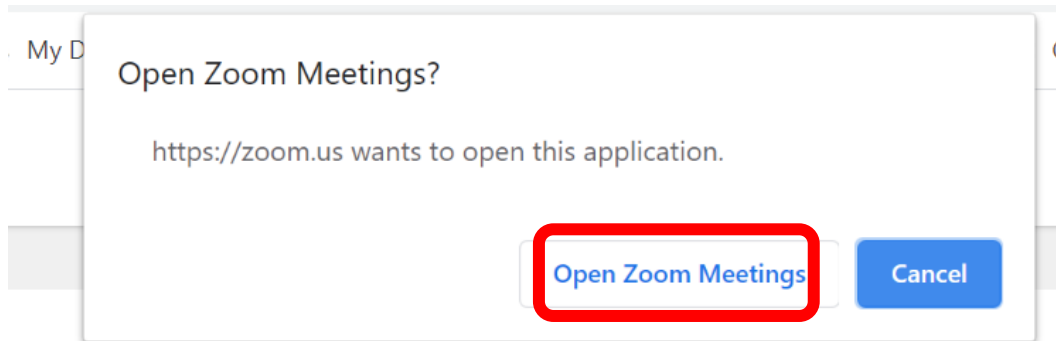 My D
Open Zoom Meetings?
https://zoom.us wants to open this application.
Open Zoom Meetings
Cancel